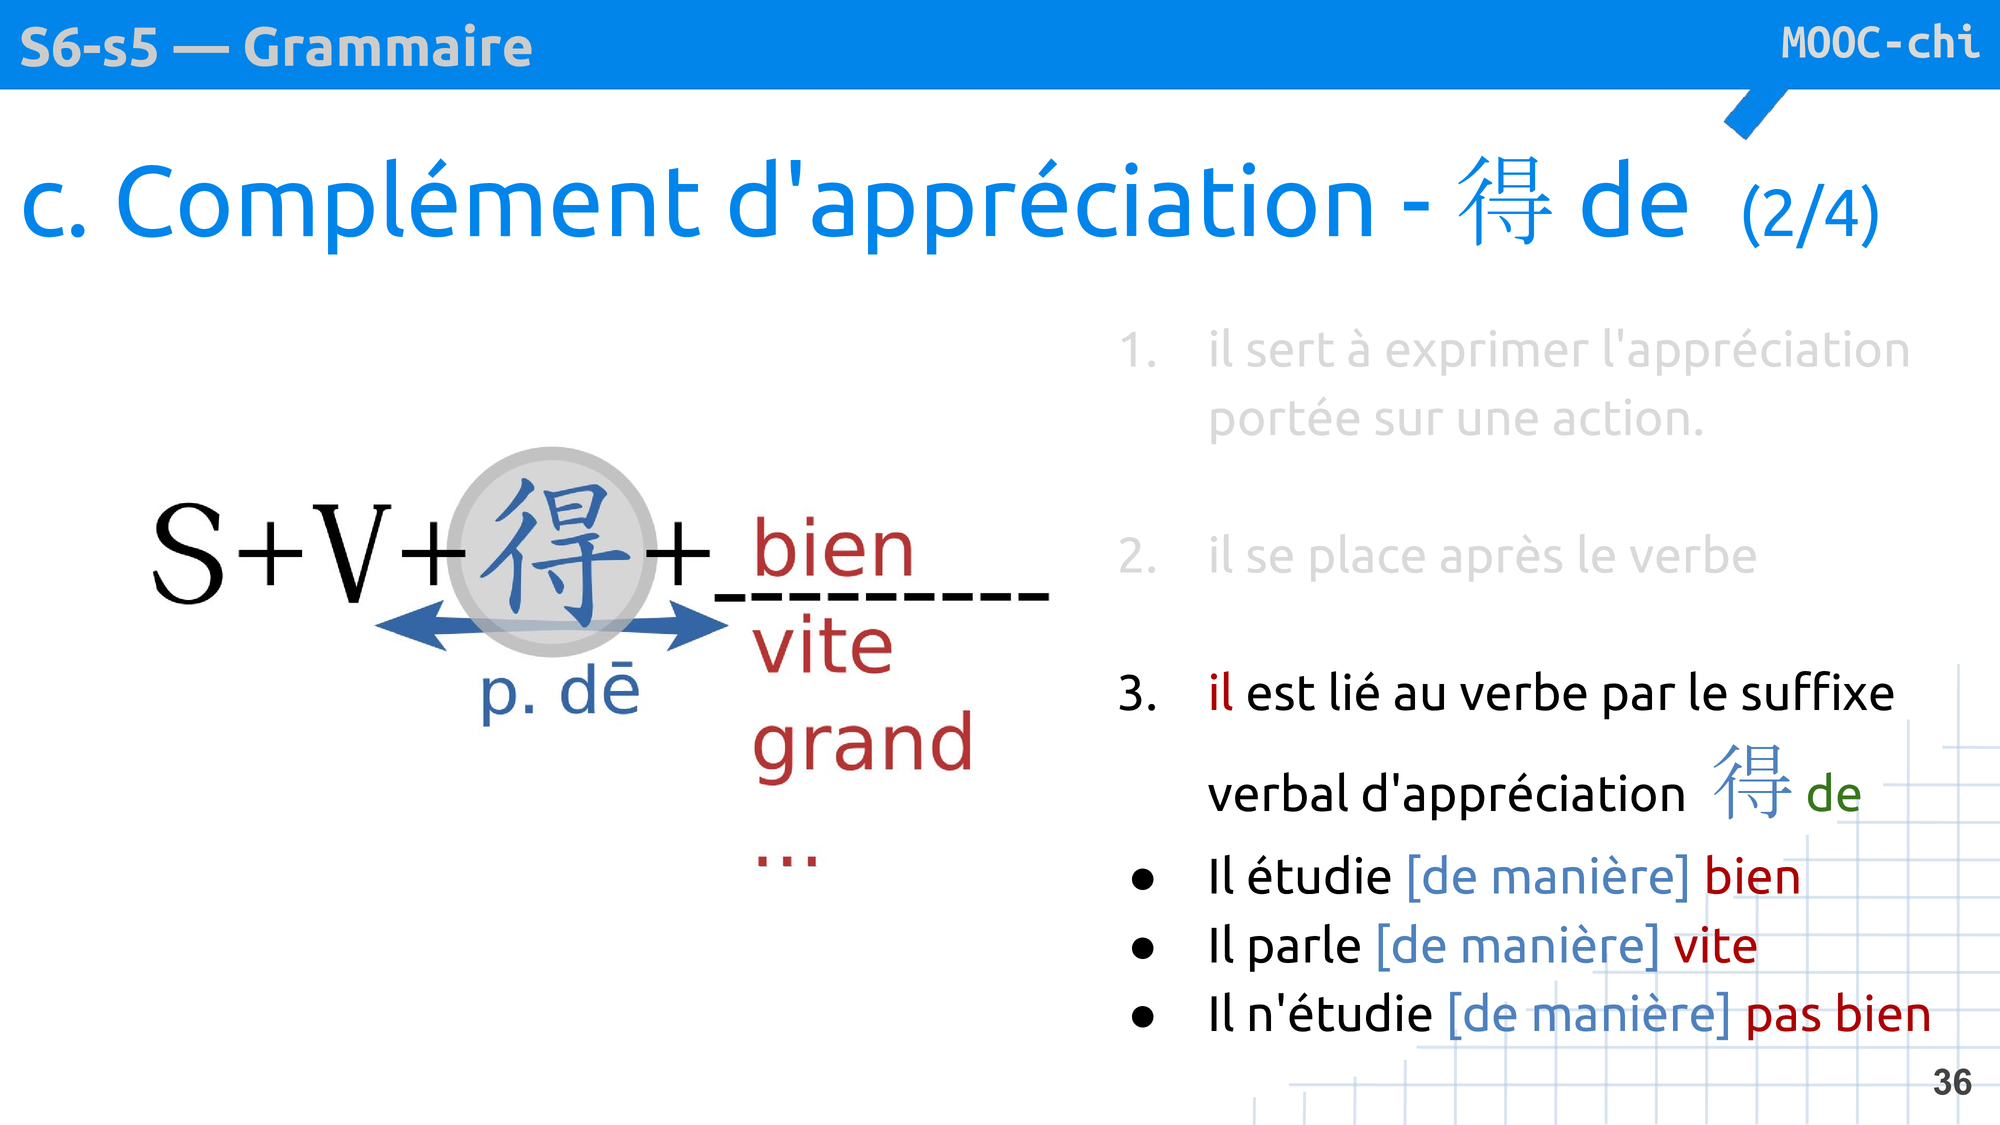 S6-s5 — Grammaire
MOOC-chi
c. Complément d'appréciation - 得 de (2/4)
S+V+得+_________
bien
vite
grand
...
p. dē
1. il sert à exprimer l'appréciation
portée sur une action.
2. il se place après le verbe
3. il est lié au verbe par le suffixe
verbal d'appréciation 得 de
● Il étudie [de manière] bien
● Il parle [de manière] vite
● Il n'étudie [de manière] pas bien
36